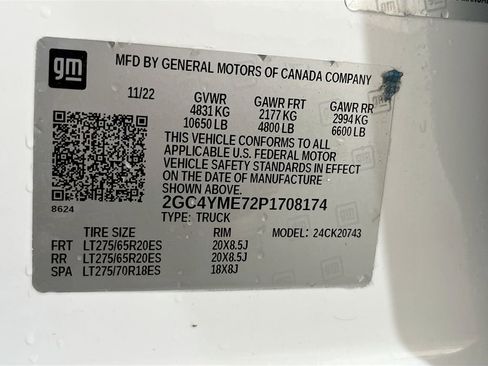 gm
MFD BY GENERAL MOTORS OF CANADA COMPANY
11/22 GVWR GAWR FRT GAWR RR
4831 KG 2177 KG 2994 KG
10650 LB 4800 LB 6600 LB
THIS VEHICLE CONFORMS TO ALL
APPLICABLE U.S. FEDERAL MOTOR
VEHICLE SAFETY STANDARDS IN EFFECT
ON THE DATE OF MANUFACTURE
SHOWN ABOVE.
8624
2GC4YME72P1708174
TYPE: TRUCK MODEL: 24CK20743
TIRE SIZE RIM
FRT LT275/65R20ES 20X8.5J
RR LT275/65R20ES 20X8.5J
SPA LT275/70R18ES 18X8J